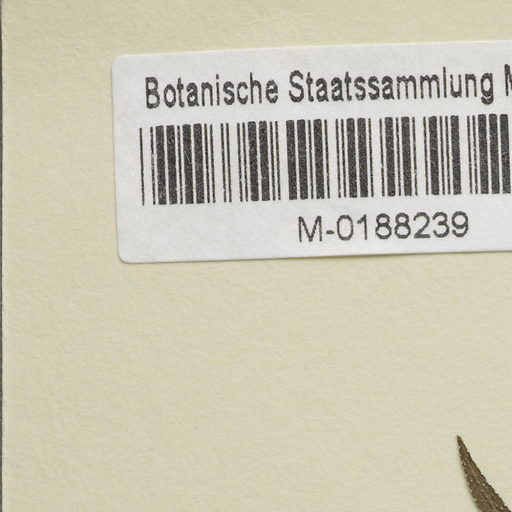 Botanische Staatssammlung M
M-0188239